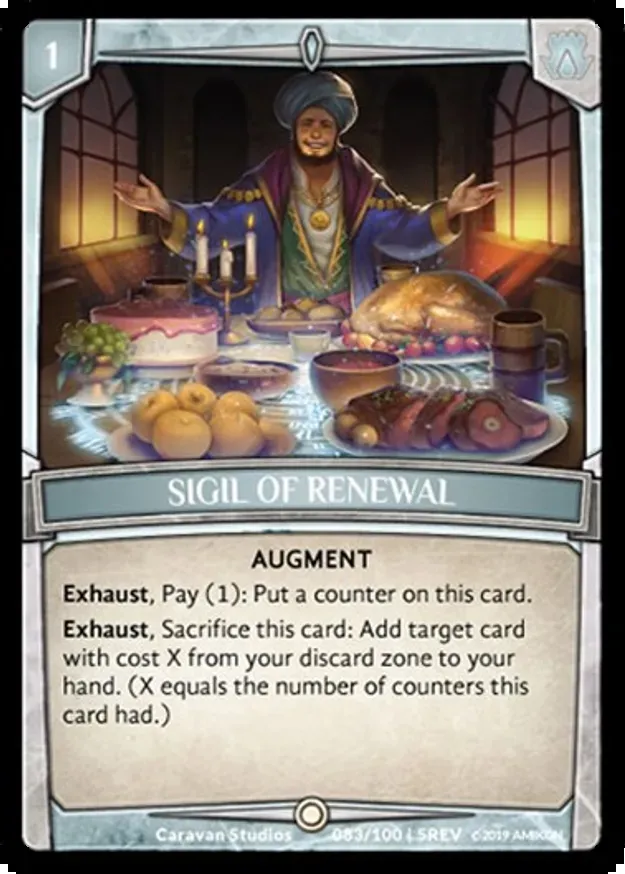 1
SIGIL OF RENEWAL
AUGMENT
Exhaust, Pay (1): Put a counter on this card.
Exhaust, Sacrifice this card: Add target card
with cost X from your discard zone to your
hand. (X equals the number of counters this
card had.)
Caravan Studios 083/100 | SREV ©2019 AMIKON